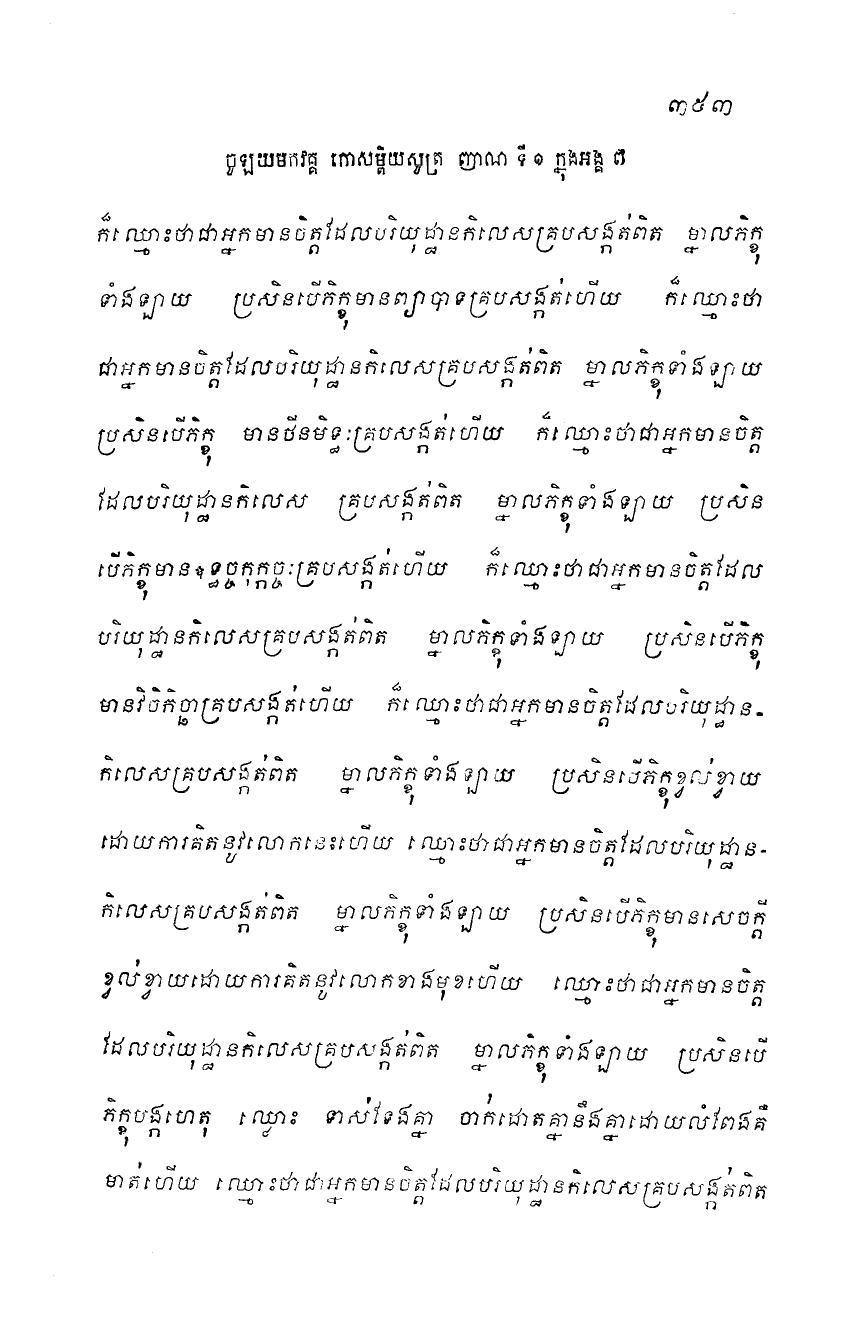 ៣៥៣
ចូឡយមកវគ្គ កោសម្ពិយសូត្រ ញាណ ទី ១ ក្នុងអង្គ ៧
ក៏ឈ្មោះថាជាអ្នកមានចិត្តដែលបរិយុដ្ឋានកិលេសគ្របសង្កត់ពិត ម្នាលភិក្ខុ
ទាំងឡាយ ប្រសិនបើភិក្ខុមានព្យាបាទគ្របសង្កត់ហើយ ក៏ឈ្មោះថា
ជាអ្នកមានចិត្តដែលបរិយុដ្ឋានកិលេសគ្របសង្កត់ពិត ម្នាលភិក្ខុទាំងឡាយ
ប្រសិនបើភិក្ខុ មានថីនមិទ្ធៈគ្របសង្កត់ហើយ ក៏ឈ្មោះថាជាអ្នកមានចិត្ត
ដែលបរិយុដ្ឋានកិលេស គ្របសង្កត់ពិត ម្នាលភិក្ខុទាំងឡាយ ប្រសិន
បើភិក្ខុមានឧទ្ធច្ចកុក្កុច្ចៈគ្របសង្កត់ហើយ ក៏ឈ្មោះថាជាអ្នកមានចិត្តដែល
បរិយុដ្ឋានកិលេសគ្របសង្កត់ពិត ម្នាលភិក្ខុទាំងឡាយ ប្រសិនបើភិក្ខុ
មានវិចិកិច្ឆាគ្របសង្កត់ហើយ ក៏ឈ្មោះថាជាអ្នកមានចិត្តដែលបរិយុដ្ឋាន-
កិលេសគ្របសង្កត់ពិត ម្នាលភិក្ខុទាំងឡាយ ប្រសិនបើភិក្ខុខ្វល់ខ្វាយ
ដោយការគិតនូវលោកនេះហើយ ឈ្មោះថាជាអ្នកមានចិត្តដែលបរិយុដ្ឋាន-
កិលេសគ្របសង្កត់ពិត ម្នាលភិក្ខុទាំងឡាយ ប្រសិនបើភិក្ខុមានសេចក្តី
ខ្វល់ខ្វាយដោយការគិតនូវលោកខាងមុខហើយ ឈ្មោះថាជាអ្នកមានចិត្ត
ដែលបរិយុដ្ឋានកិលេសគ្របសង្កត់ពិត ម្នាលភិក្ខុទាំងឡាយ ប្រសិនបើ
ភិក្ខុបង្កហេតុ ឈ្លោះ ទាស់ទែងគ្នា ចាក់ដោតគ្នានឹងគ្នាដោយលំពែងគឺ
មាត់ហើយ ឈ្មោះថាជាអ្នកមានចិត្តដែលបរិយុដ្ឋានកិលេសគ្របសង្កត់ពិត